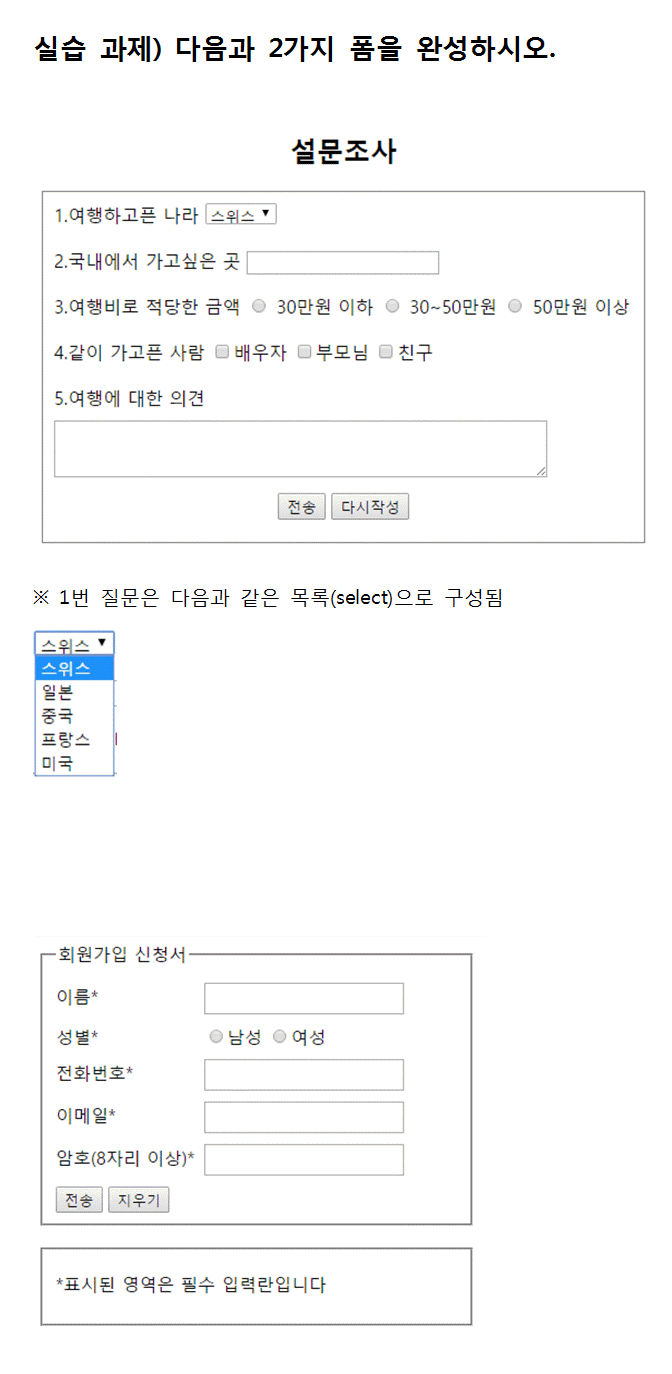 실습 과제) 다음과 2가지 폼을 완성하시오.
설문조사
1.여행하고픈 나라 스위스
2.국내에서 가고싶은 곳
3.여행비로 적당한 금액 30만원 이하 30~50만원 50만원 이상
4.같이 가고픈 사람 배우자 부모님 친구
5.여행에 대한 의견
전송 다시작성
※ 1번 질문은 다음과 같은 목록(select)으로 구성됨
스위스
스위스
일본
중국
프랑스
미국
회원가입 신청서
이름*
성별* 남성 여성
전화번호*
이메일*
암호(8자리 이상)*
전송 지우기
*표시된 영역은 필수 입력란입니다